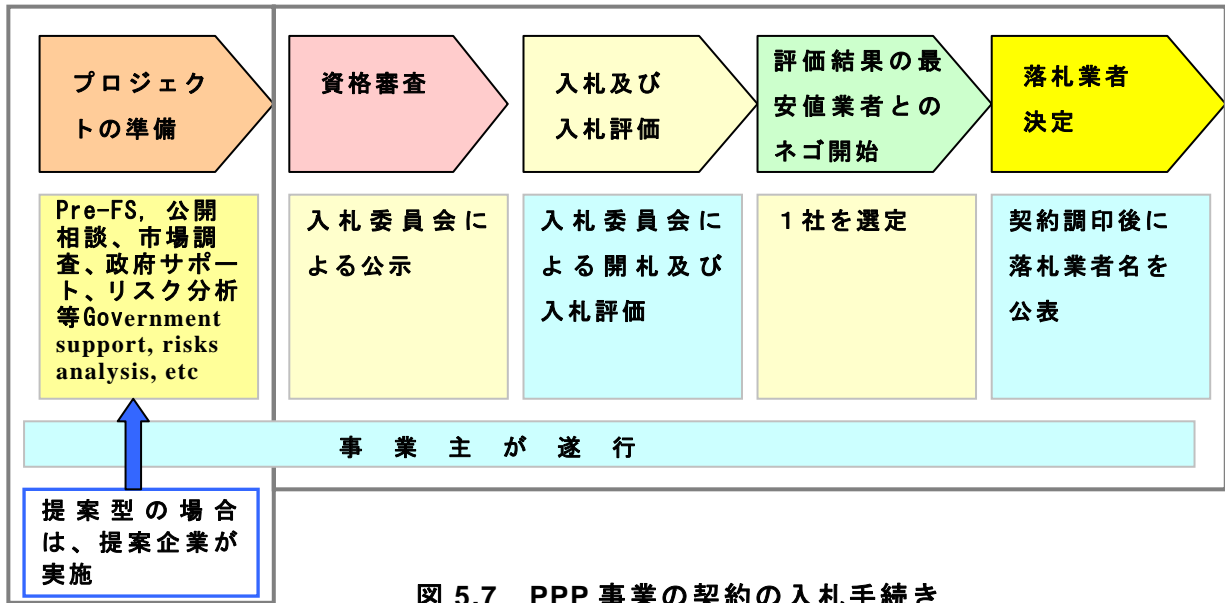 プロジェク
トの準備
資格審査
入札及び
入札評価
評価結果の最
安値業者との
ネゴ開始
落札業者
決定
Pre-FS, 公開
相談、市場調
査、政府サポー
ト、リスク分析
等Government
support, risks
analysis, etc
入札委員会に
よる公示
入札委員会に
よる開札及び
入札評価
1社を選定
契約調印後に
落札業者名を
公表
事業主が遂行
提案型の場合
は、提案企業が
実施
図 5.7 PPP 事業の契約の入札手続き